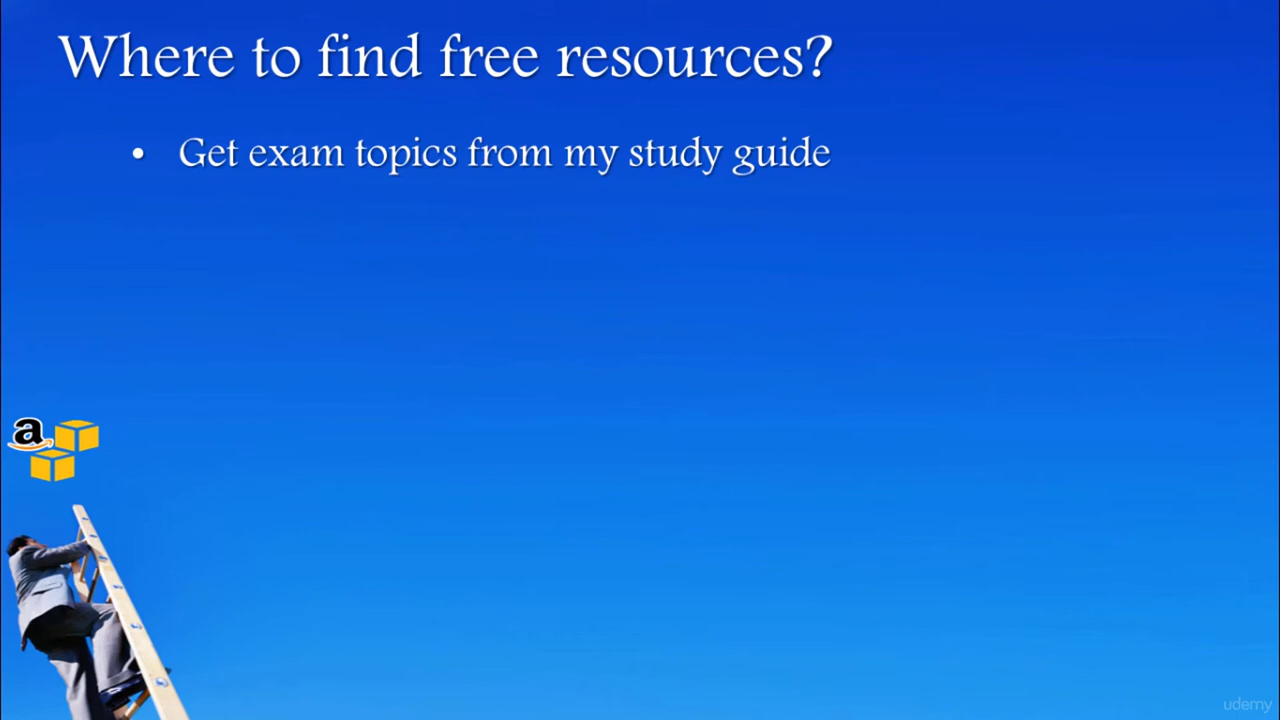 Where to find free resources?
• Get exam topics from my study guide
a
udemy